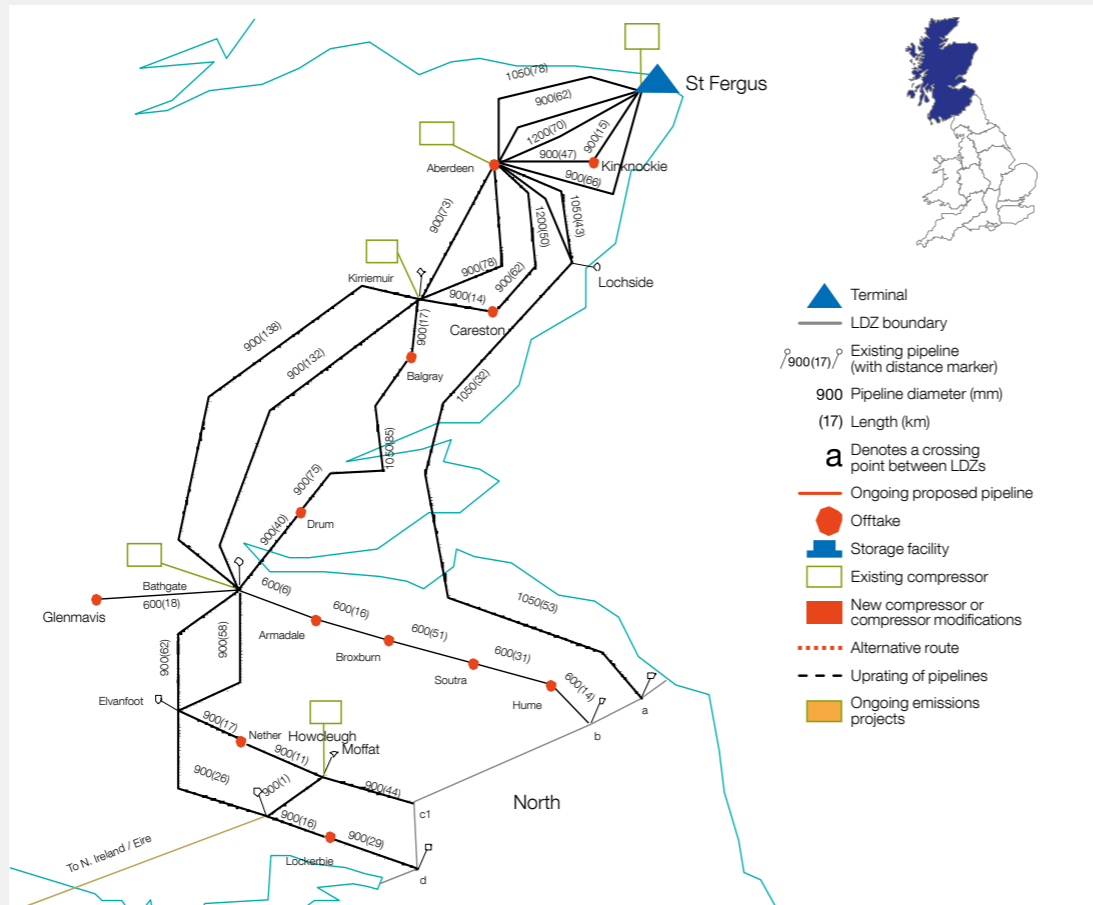 1050(78)
St Fergus
900(62)
1200(70)
900(15)
900(47)
Kinknockie
Aberdeen
900(66)
900(73)
1050(43)
1200(50)
900(78)
900(62)
Kirriemuir
Lochside
900(14)
Careston
900(17)
Balgray
900(138)
900(132)
1050(32)
1050(85)
900(75)
900(40)
Drum
Bathgate
600(18)
Glenmavis
600(6)
Armadale
600(16)
Broxburn
600(51)
Soutra
600(31)
Hume
600(14)
1050(53)
a
b
900(62)
900(58)
Elvanfoot
900(17)
Nether Howcleugh
900(11)
Moffat
900(26)
900(1)
900(44)
c1
North
900(16)
900(29)
Lockerbie
d
To N. Ireland / Eire
Terminal
LDZ boundary
900(17)
Existing pipeline
(with distance marker)
900 Pipeline diameter (mm)
(17) Length (km)
a Denotes a crossing
point between LDZs
Ongoing proposed pipeline
Offtake
Storage facility
Existing compressor
New compressor or
compressor modifications
Alternative route
Uprating of pipelines
Ongoing emissions
projects